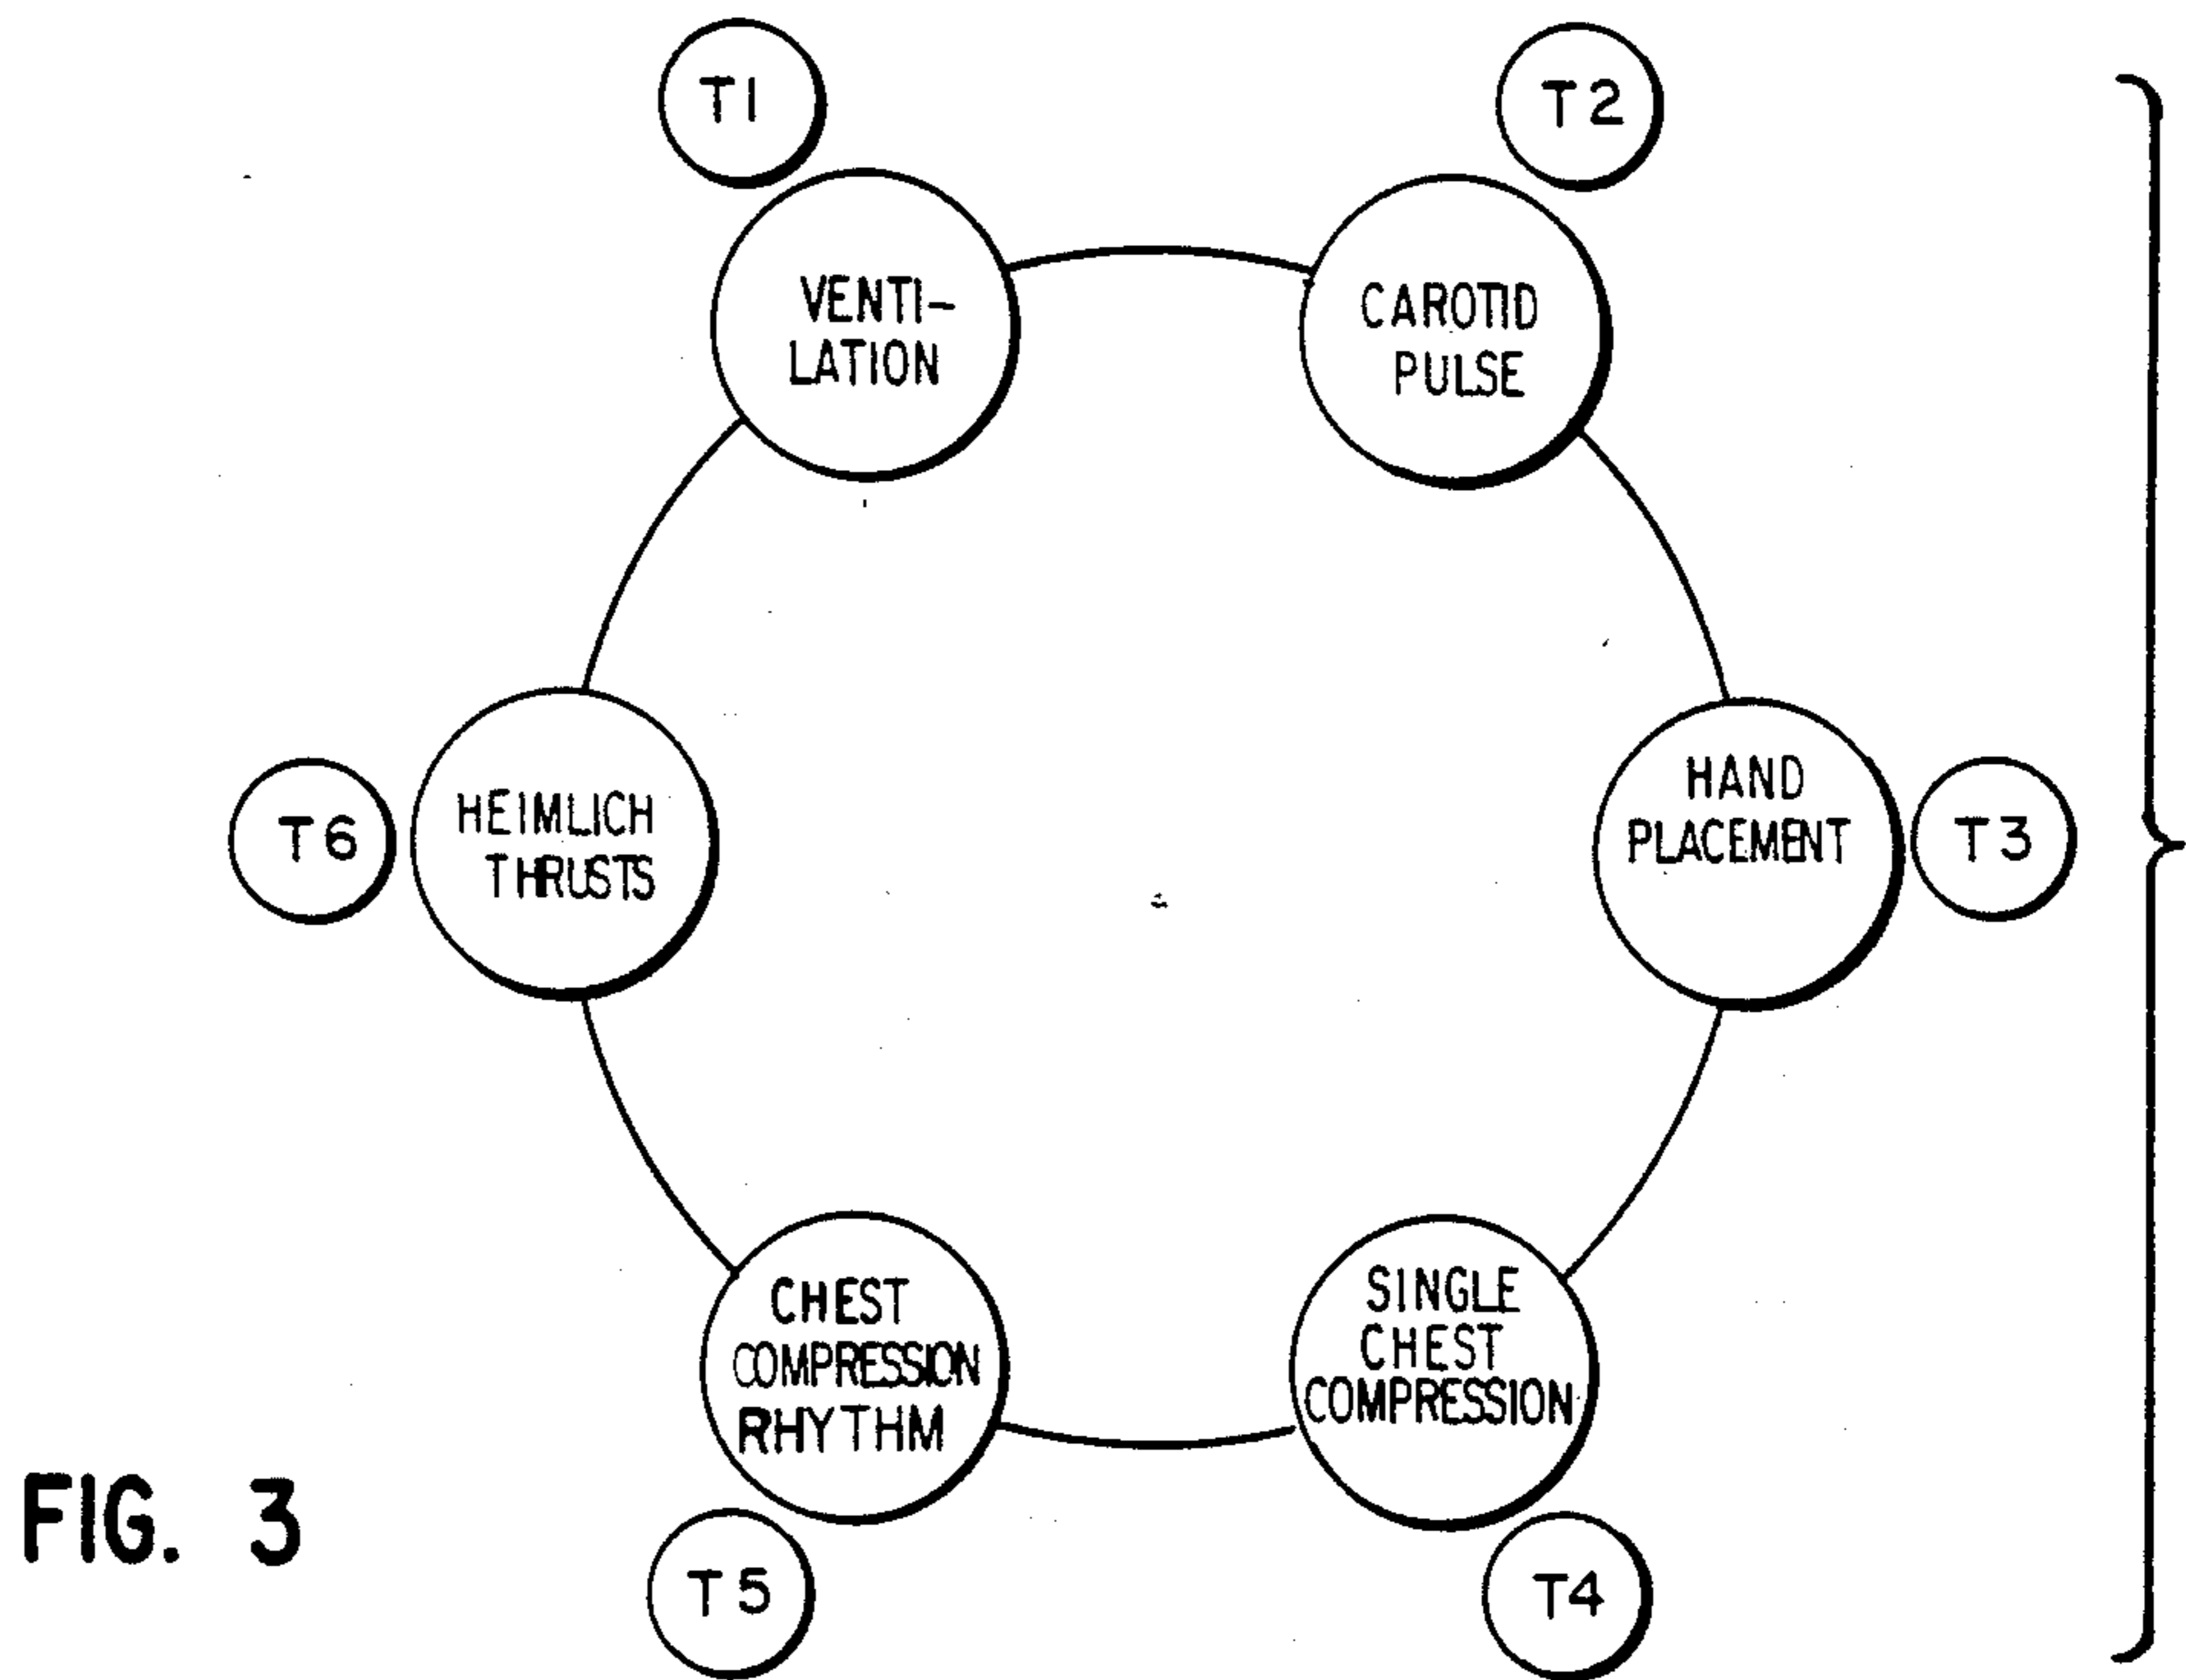 T1
T2
VENTI-
LATION
CAROTID
PULSE
HAND
PLACEMENT
T3
T6
HEIMLICH
THRUSTS
CHEST
COMPRESSION
RHYTHM
SINGLE
CHEST
COMPRESSION
T5
T4
FIG. 3